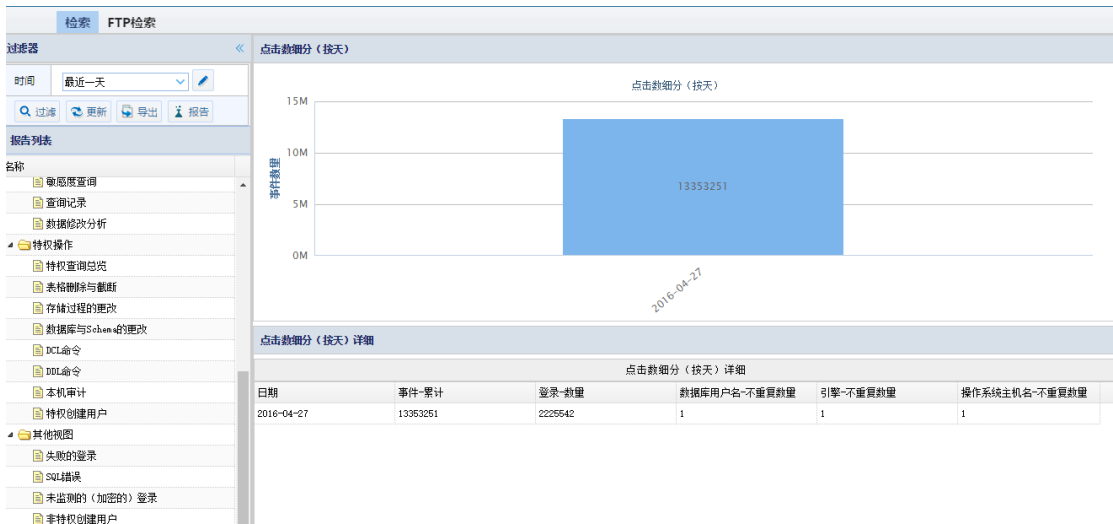 检索 FTP检索
过滤器
时间 最近一天
过滤 更新 导出 报告
报告列表
名称
敏感度查询
查询记录
数据修改分析
特权操作
特权查询总览
表格删除与截断
存储过程的更改
数据库与Schema的更改
DCL命令
DDL命令
本机审计
特权创建用户
其他视图
失败的登录
SQL错误
未监测的（加密的）登录
非特权创建用户
点击数细分（按天）
点击数细分（按天）
15M
10M
5M
0M
事件数量
13353251
2016-04-27
点击数细分（按天）详细
点击数细分（按天）详细
日期 事件-累计 登录-数量 数据库用户名-不重复数量 引擎-不重复数量 操作系统主机名-不重复数量
2016-04-27 13353251 2225542 1 1 1